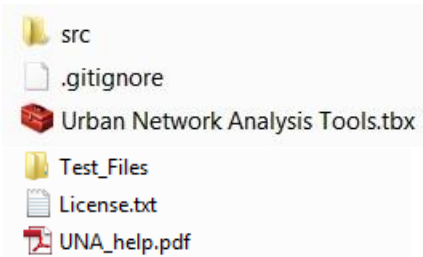 src
.gitignore
Urban Network Analysis Tools.tbx
Test_Files
License.txt
UNA_help.pdf